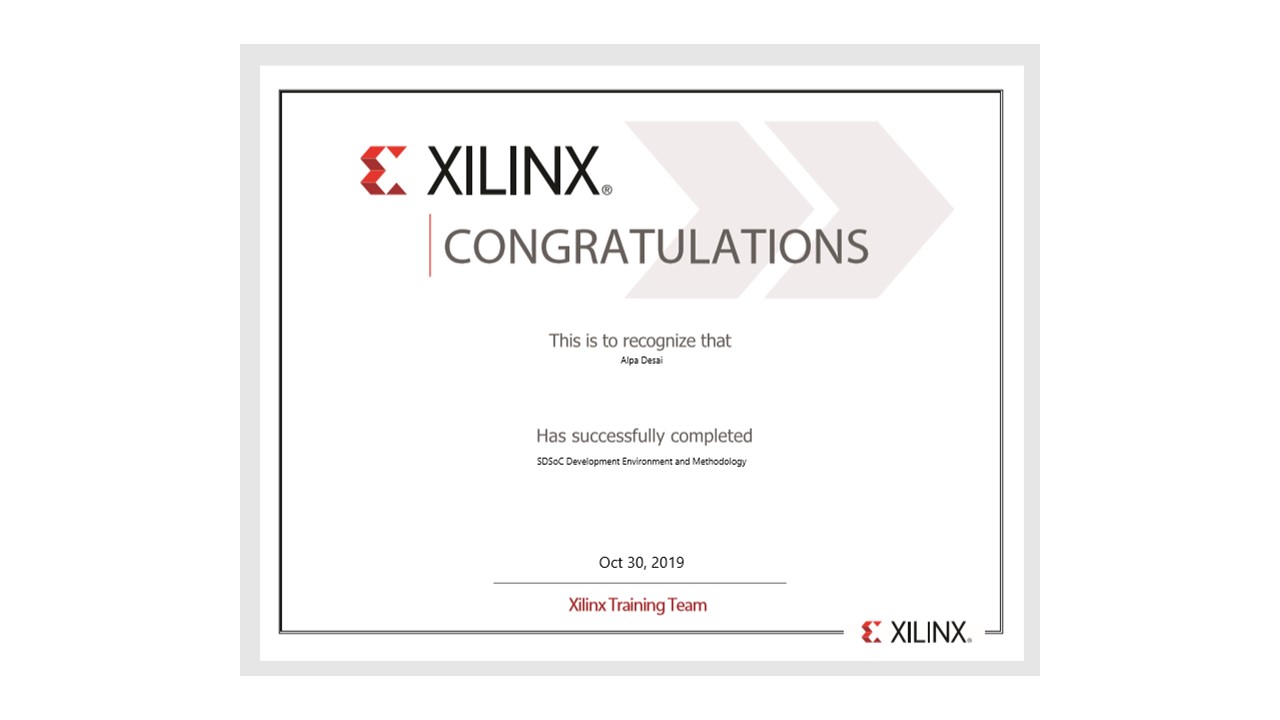 XILINX®
CONGRATULATIONS
This is to recognize that
Alpa Desai
Has successfully completed
SDSoC Development Environment and Methodology
Oct 30, 2019
Xilinx Training Team
XILINX®